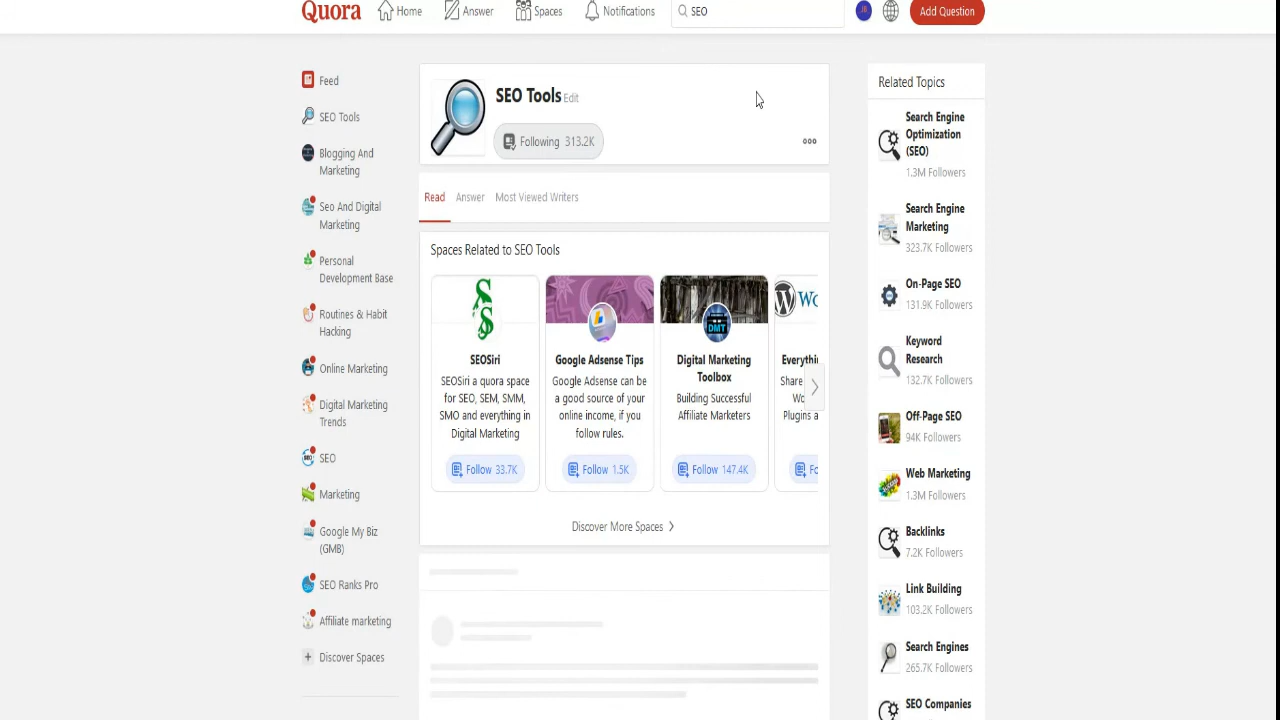 Quora
Home
Answer
Spaces
Notifications
SEO
JB
Add Question
Feed
SEO Tools
Blogging And
Marketing
Seo And Digital
Marketing
Personal
Development Base
Routines & Habit
Hacking
Online Marketing
Digital Marketing
Trends
SEO
Marketing
Google My Biz
(GMB)
SEO Ranks Pro
Affiliate marketing
Discover Spaces
SEO Tools Edit
Following 313.2K
Read Answer Most Viewed Writers
Spaces Related to SEO Tools
SEOSiri
SEOSiri a quora space
for SEO, SEM, SMM,
SMO and everything in
Digital Marketing
Follow 33.7K
Google Adsense Tips
Google Adsense can be
a good source of your
online income, if you
follow rules.
Follow 1.5K
DMT
Digital Marketing
Toolbox
Building Successful
Affiliate Marketers
Follow 147.4K
Wo
Everythi
Share
Wo
Plugins a
Fo
Discover More Spaces
Related Topics
Search Engine
Optimization
(SEO)
1.3M Followers
Search Engine
Marketing
323.7K Followers
On-Page SEO
131.9K Followers
Keyword
Research
132.7K Followers
Off-Page SEO
94K Followers
Web Marketing
1.3M Followers
Backlinks
7.2K Followers
Link Building
103.2K Followers
Search Engines
265.7K Followers
SEO Companies